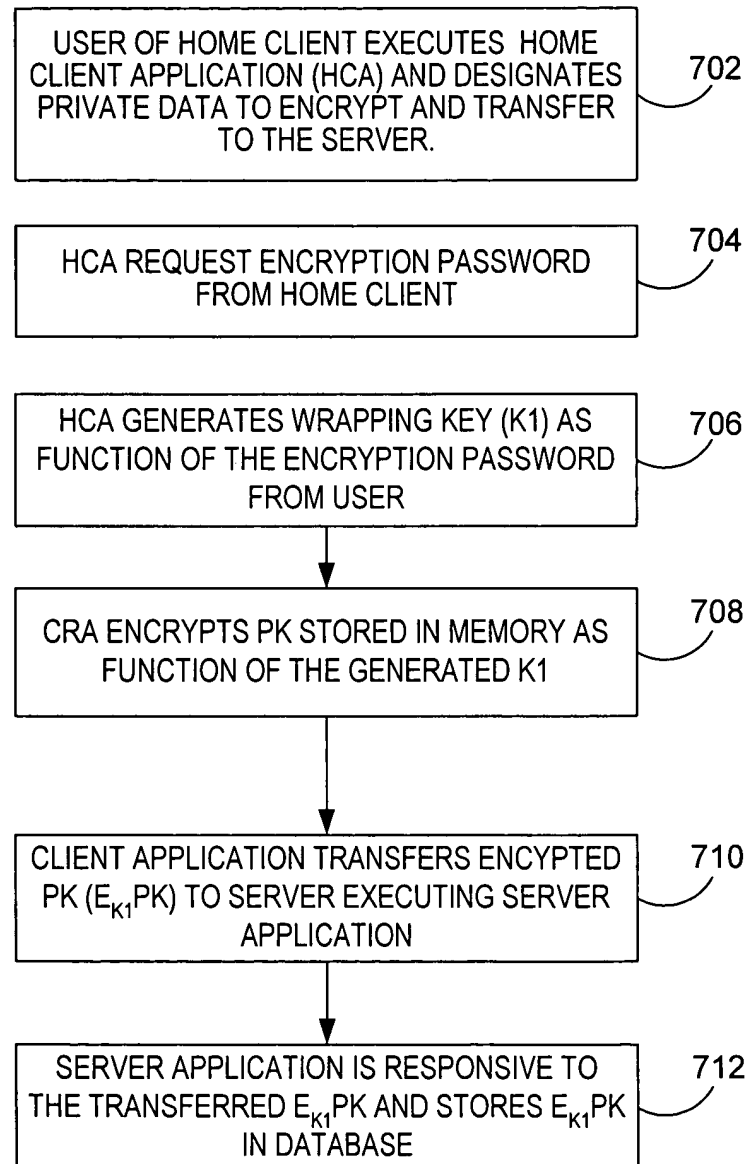 USER OF HOME CLIENT EXECUTES HOME
CLIENT APPLICATION (HCA) AND DESIGNATES
PRIVATE DATA TO ENCRYPT AND TRANSFER
TO THE SERVER.
702
HCA REQUEST ENCRYPTION PASSWORD
FROM HOME CLIENT
704
HCA GENERATES WRAPPING KEY (K1) AS
FUNCTION OF THE ENCRYPTION PASSWORD
FROM USER
706
CRA ENCRYPTS PK STORED IN MEMORY AS
FUNCTION OF THE GENERATED K1
708
CLIENT APPLICATION TRANSFERS ENCYPTED
PK (E_K1PK) TO SERVER EXECUTING SERVER
APPLICATION
710
SERVER APPLICATION IS RESPONSIVE TO
THE TRANSFERRED E_K1PK AND STORES E_K1PK
IN DATABASE
712